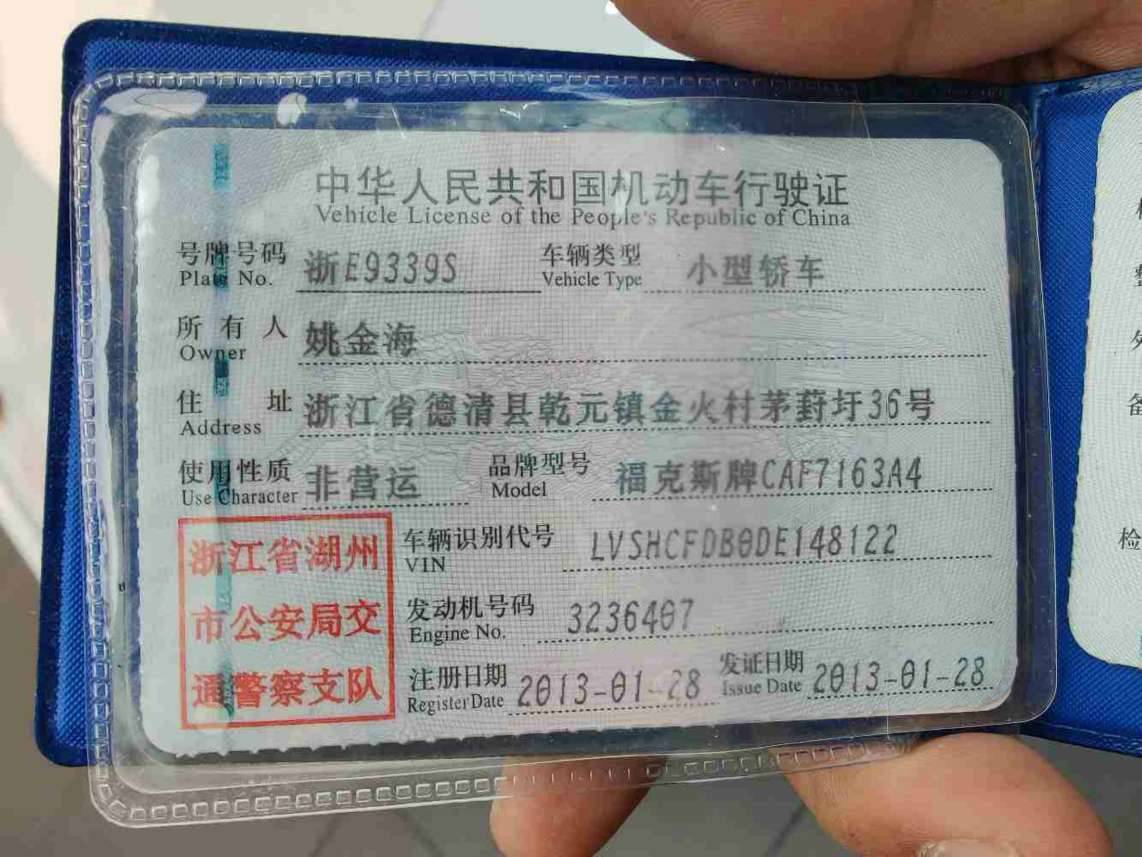 中华人民共和国机动车行驶证
Vehicle License of the People's Republic of China
号牌号码 浙E9339S 车辆类型 小型轿车
Plate No. Vehicle Type
所有人 姚金海
Owner
住址 浙江省德清县乾元镇金火村茅葑圩36号
Address
使用性质 非营运 品牌型号 福克斯牌CAF7163A4
Use Character Model
浙江省湖州
市公安局交
通警察支队
车辆识别代号 LVSHCFDB0DE148122
VIN
发动机号码 3236407
Engine No.
注册日期 2013-01-28 发证日期 2013-01-28
Register Date Issue Date
检